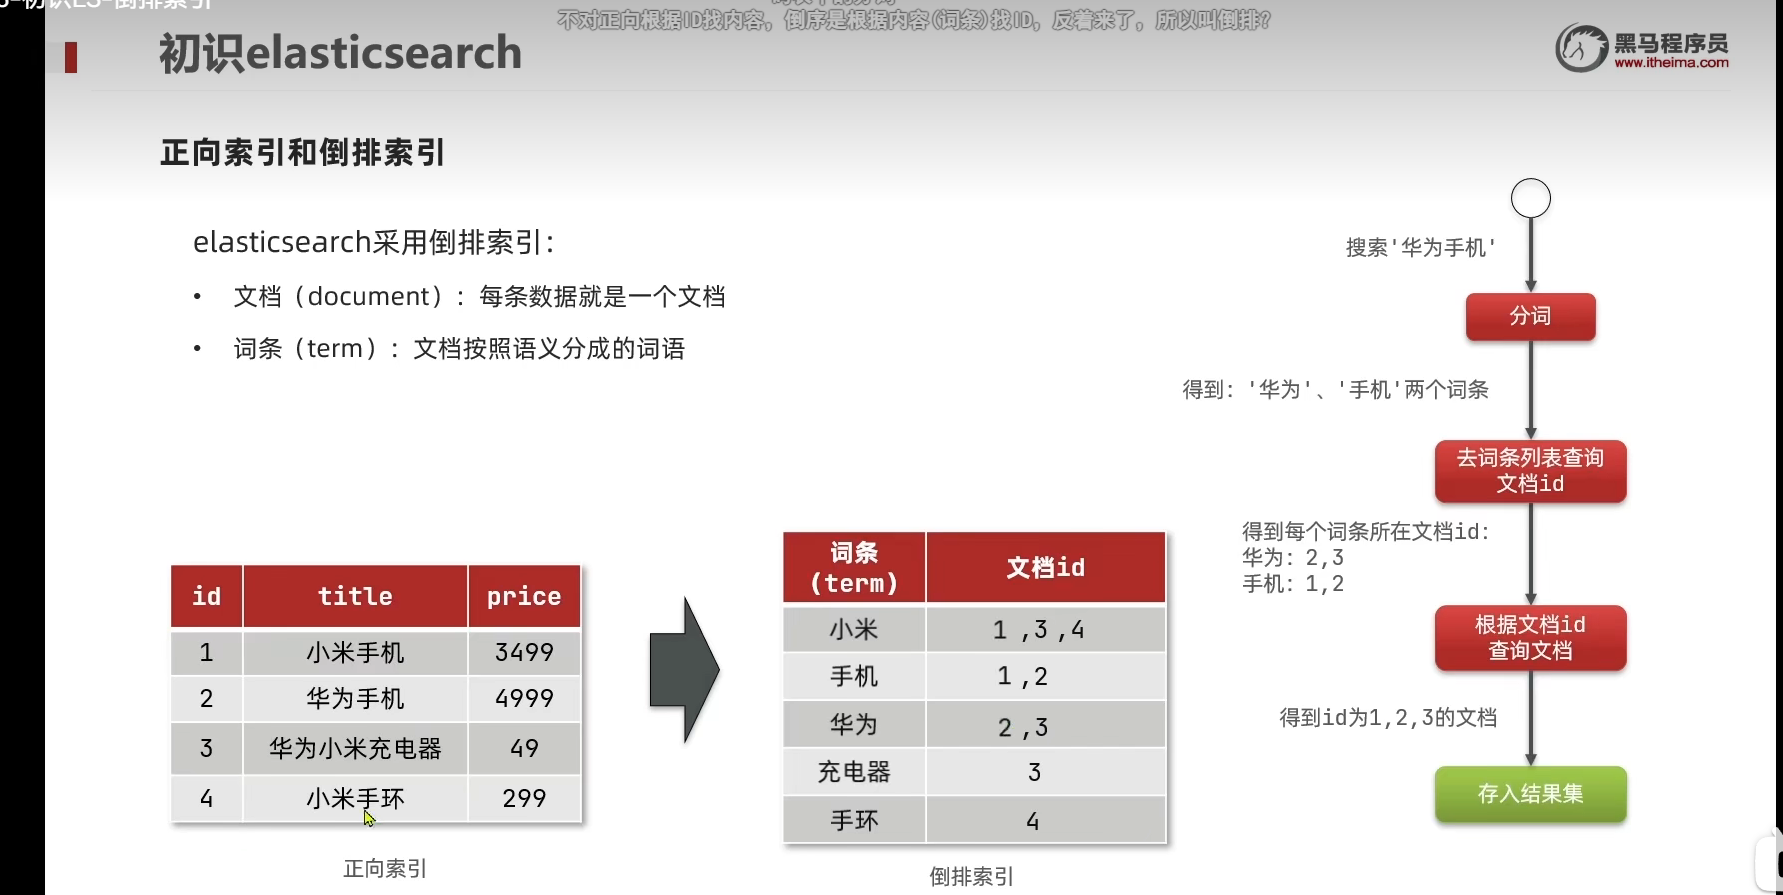 不对正向根据ID找内容，倒序是根据内容(词条)找ID，反着来了，所以叫倒排？
初识elasticsearch
黑马程序员
www.itheima.com
正向索引和倒排索引
elasticsearch采用倒排索引：
• 文档（document）：每条数据就是一个文档
• 词条（term）：文档按照语义分成的词语
id title price
1 小米手机 3499
2 华为手机 4999
3 华为小米充电器 49
4 小米手环 299
正向索引
词条
(term) 文档id
小米 1 ,3 ,4
手机 1 ,2
华为 2 ,3
充电器 3
手环 4
倒排索引
搜索'华为手机'
分词
得到：'华为'、'手机'两个词条
去词条列表查询
文档id
得到每个词条所在文档id：
华为：2,3
手机：1,2
根据文档id
查询文档
得到id为1,2,3的文档
存入结果集